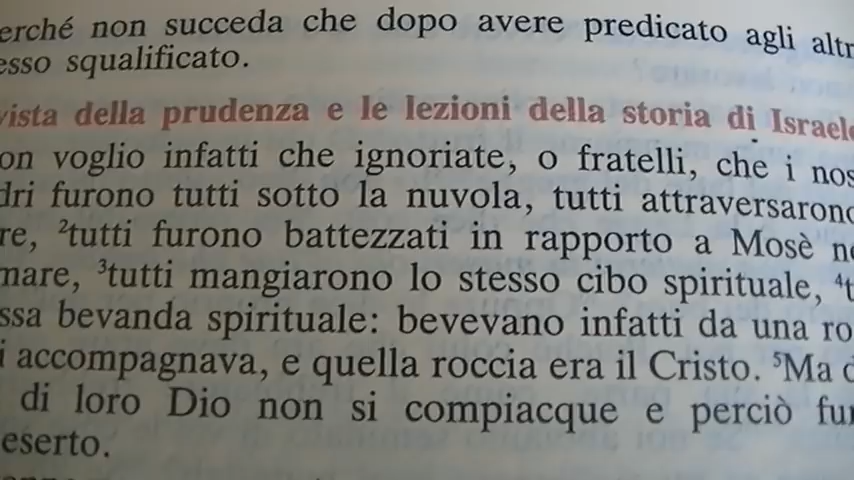 erché non succeda che dopo avere predicato agli altr
esso squalificato.
vista della prudenza e le lezioni della storia di Israele
on voglio infatti che ignoriate, o fratelli, che i nos
dri furono tutti sotto la nuvola, tutti attraversarono
re, ²tutti furono battezzati in rapporto a Mosè ne
mare, ³tutti mangiarono lo stesso cibo spirituale, ⁴t
ssa bevanda spirituale: bevevano infatti da una ro
i accompagnava, e quella roccia era il Cristo. ⁵Ma d
di loro Dio non si compiacque e perciò fur
eserto.